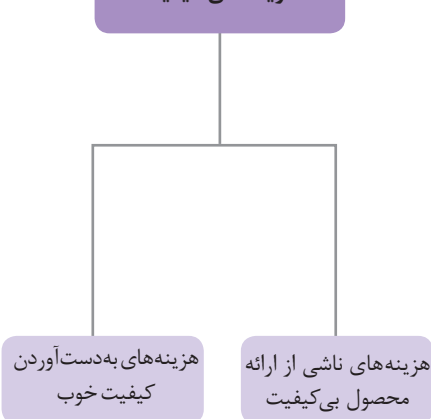 هزینه‌های ناشی از ارائه
محصول بی‌کیفیت
هزینه‌های به‌دست‌آوردن
کیفیت خوب